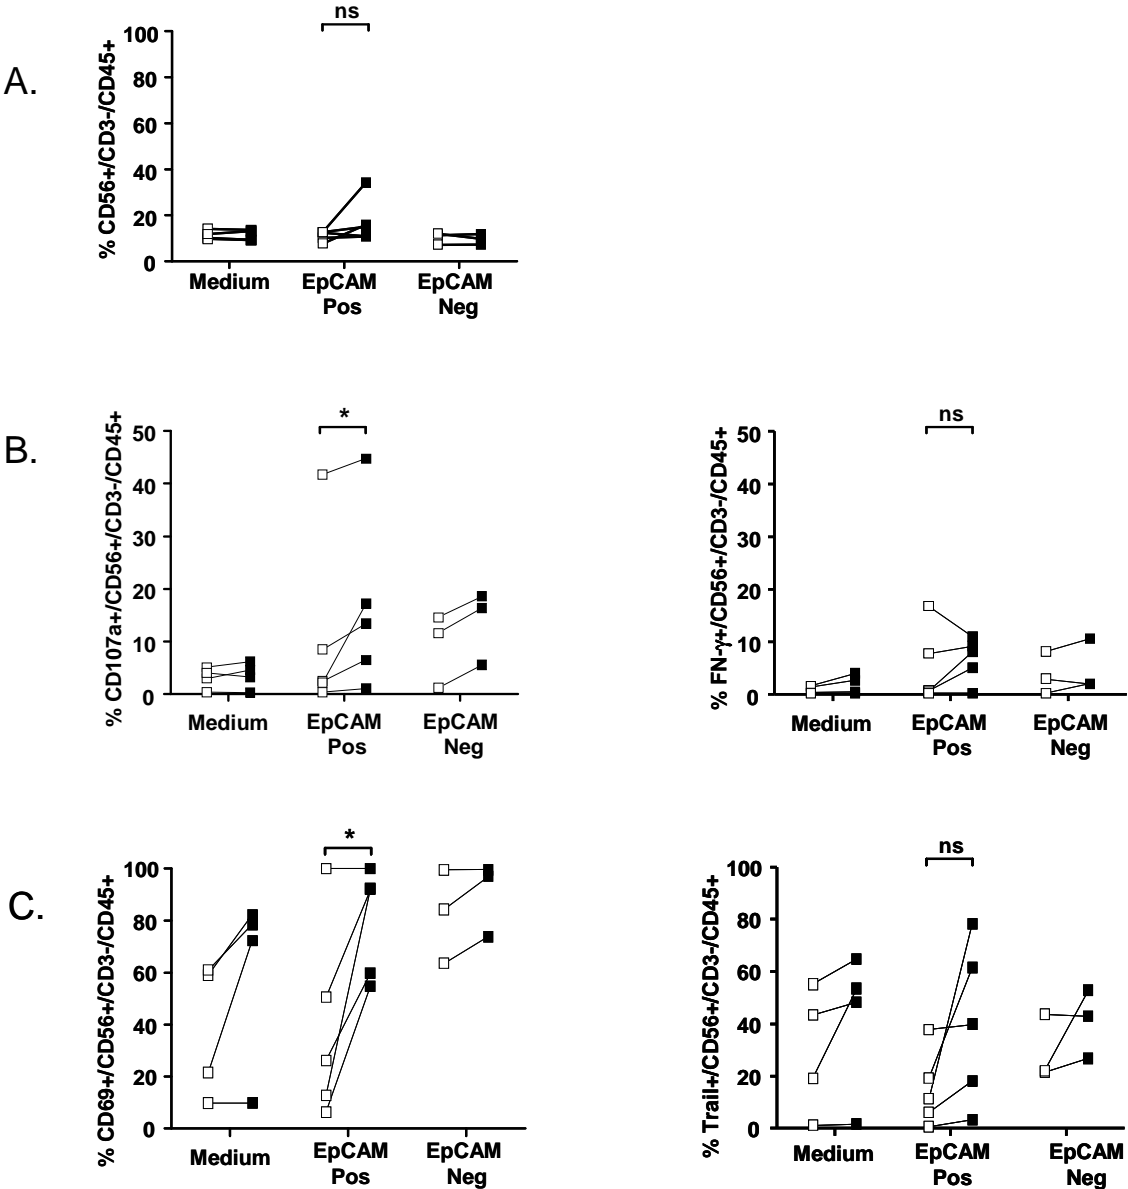 A.
% CD56+/CD3-/CD45+
ns
100
80
60
40
20
0
Medium
EpCAM
Pos
EpCAM
Neg
B.
% CD107a+/CD56+/CD3-/CD45+
*
50
40
30
20
10
0
Medium
EpCAM
Pos
EpCAM
Neg
% FN-γ+/CD56+/CD3-/CD45+
ns
50
40
30
20
10
0
Medium
EpCAM
Pos
EpCAM
Neg
C.
% CD69+/CD56+/CD3-/CD45+
*
100
80
60
40
20
0
Medium
EpCAM
Pos
EpCAM
Neg
% Trail+/CD56+/CD3-/CD45+
ns
100
80
60
40
20
0
Medium
EpCAM
Pos
EpCAM
Neg